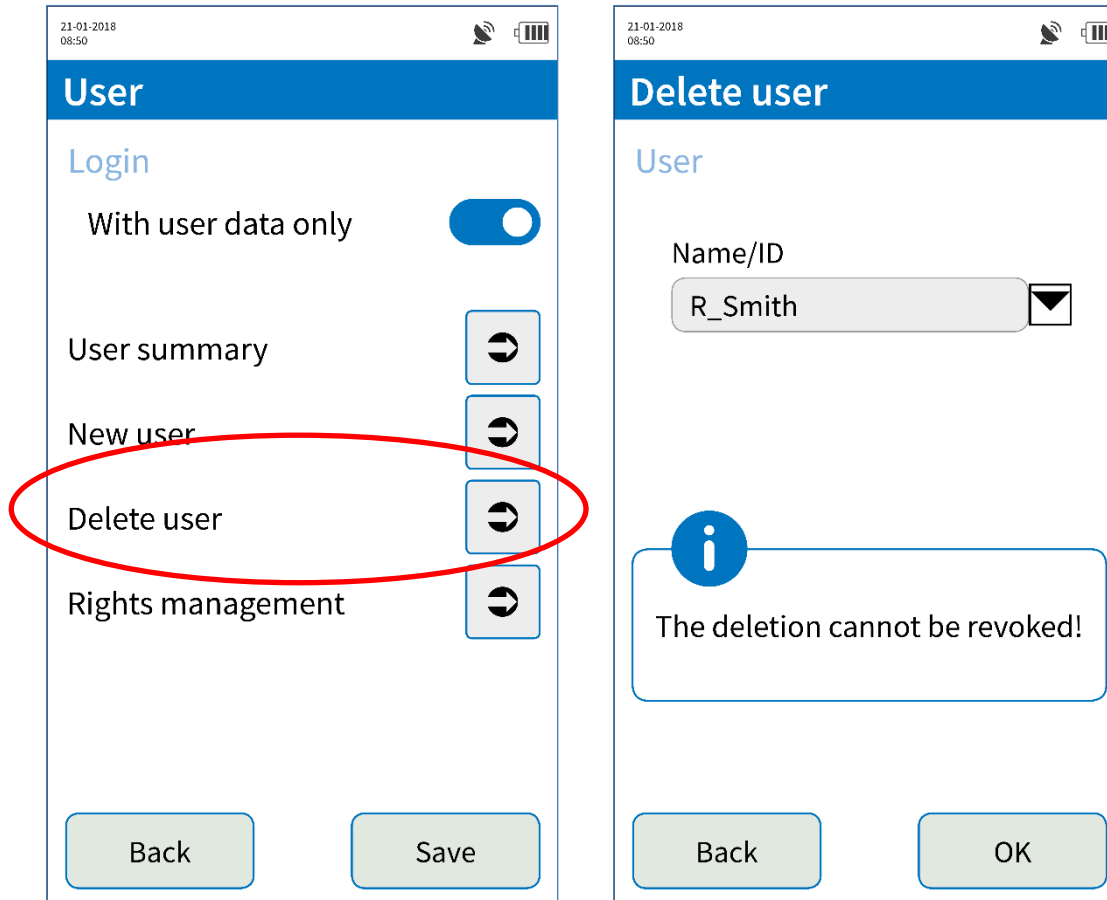 21-01-2018
08:50
User
Login
With user data only
User summary
New user
Delete user
Rights management
Back
Save
21-01-2018
08:50
Delete user
User
Name/ID
R_Smith
The deletion cannot be revoked!
Back
OK